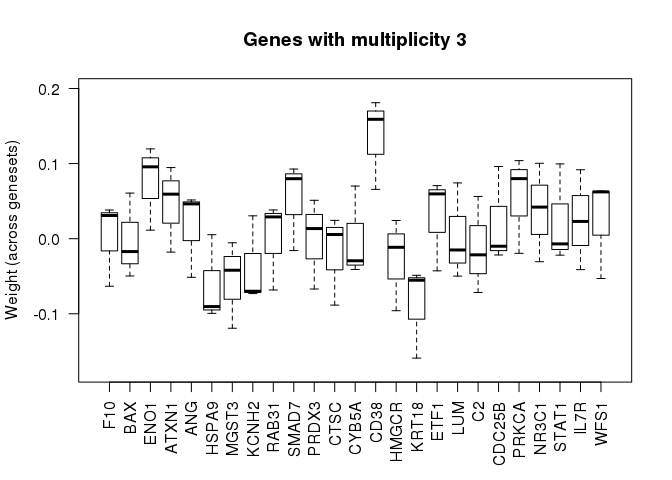 Genes with multiplicity 3
Weight (across genesets)
0.2
0.1
0.0
-0.1
F10
BAX
ENO1
ATXN1
ANG
HSPA9
MGST3
KCNH2
RAB31
SMAD7
PRDX3
CTSC
CYB5A
CD38
HMGCR
KRT18
ETF1
LUM
C2
CDC25B
PRKCA
NR3C1
STAT1
IL7R
WFS1